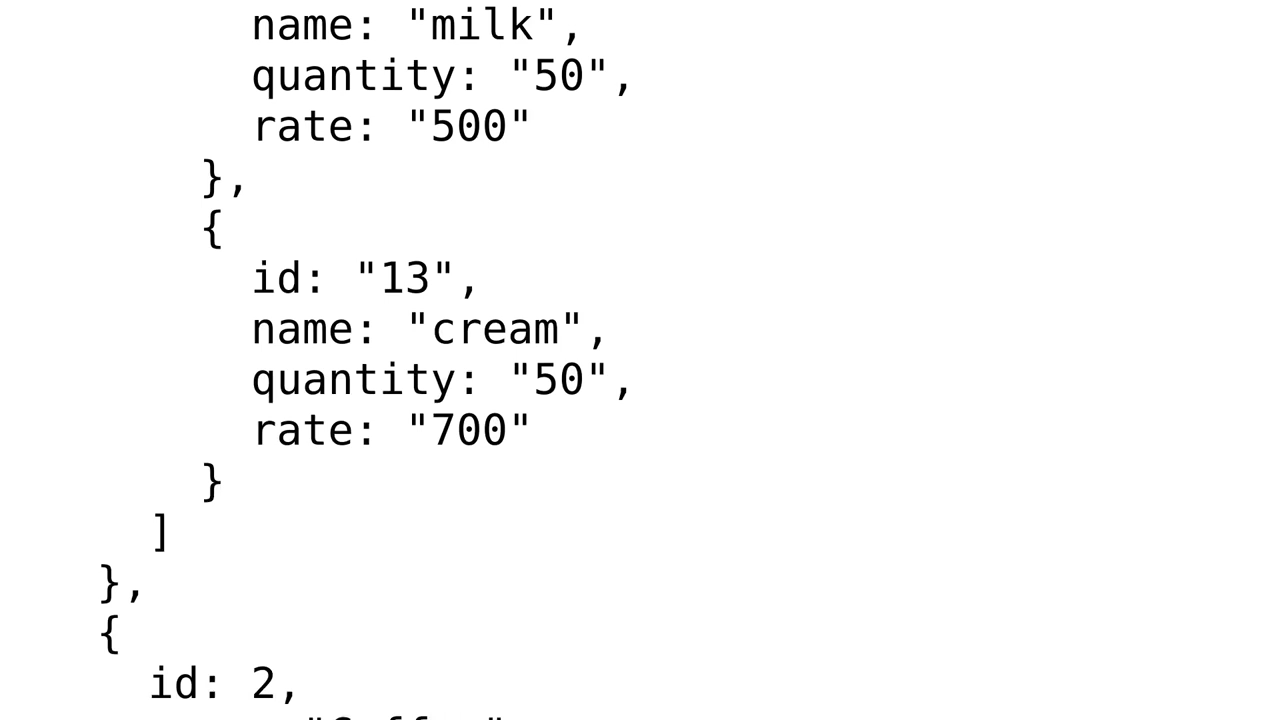 name: "milk",
quantity: "50",
rate: "500"
},
{
id: "13",
name: "cream",
quantity: "50",
rate: "700"
}
]
},
{
id: 2,